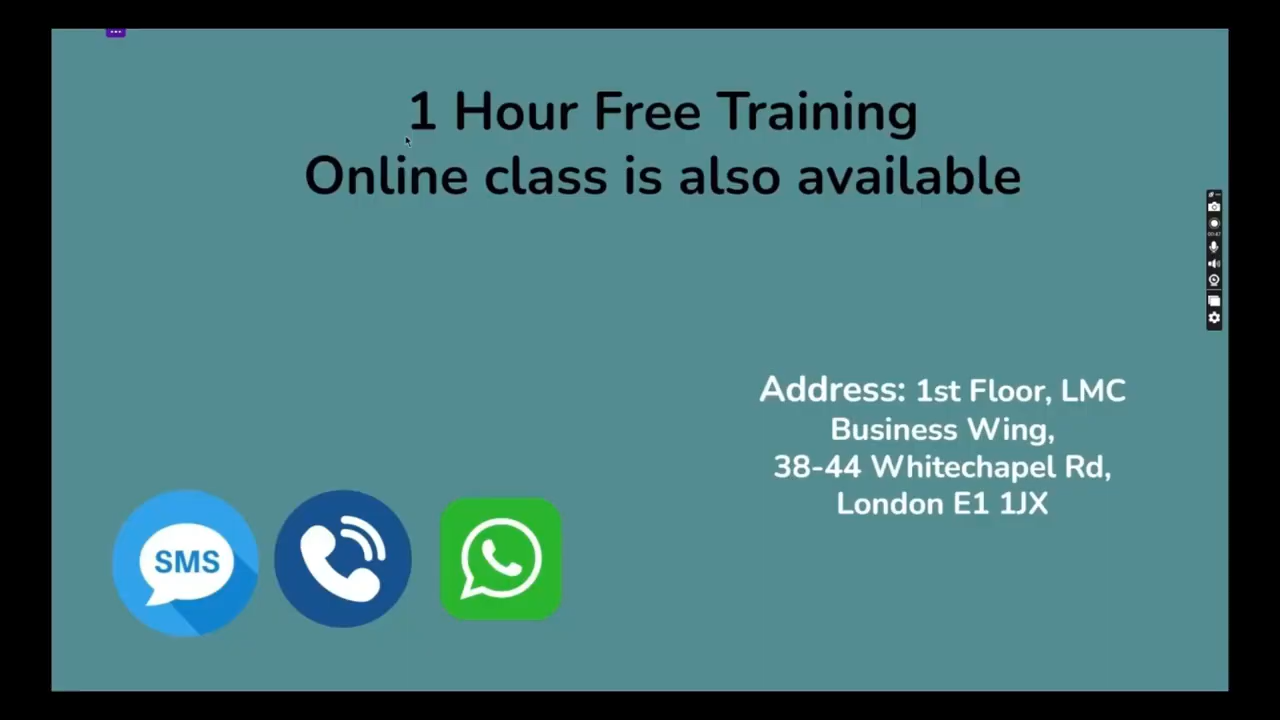 1 Hour Free Training
Online class is also available
Address: 1st Floor, LMC
Business Wing,
38-44 Whitechapel Rd,
London E1 1JX
SMS